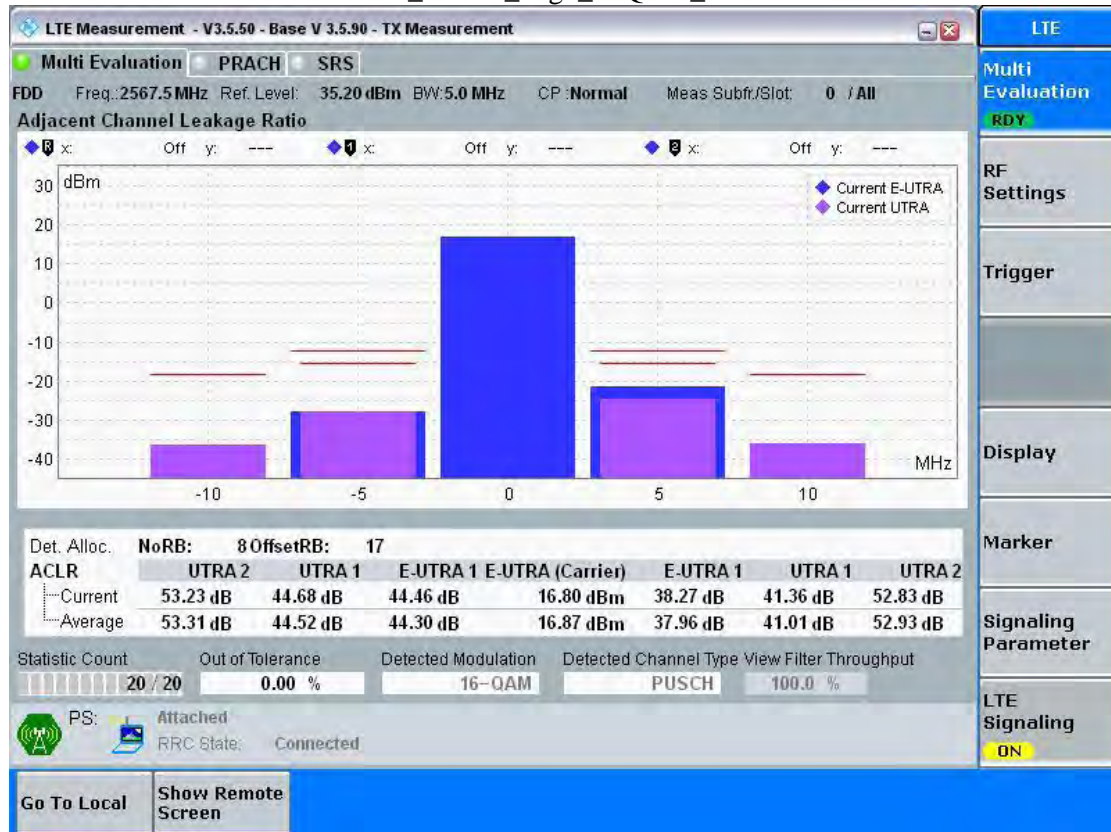 LTE Measurement - V3.5.50 - Base V 3.5.90 - TX Measurement
LTE
Multi Evaluation PRACH SRS
Multi Evaluation
RDY
FDD Freq.:2567.5 MHz Ref. Level: 35.20 dBm BW:5.0 MHz CP :Normal Meas Subfr./Slot: 0 / All
Adjacent Channel Leakage Ratio
x: Off y: --- 1 x: Off y: --- 2 x: Off y: ---
RF Settings
30 dBm
Current E-UTRA
Current UTRA
20
10
Trigger
0
-10
-20
-30
-40
MHz
Display
-10 -5 0 5 10
Det. Alloc. NoRB: 8 OffsetRB: 17
Marker
ACLR UTRA 2 UTRA 1 E-UTRA 1 E-UTRA (Carrier) E-UTRA 1 UTRA 1 UTRA 2
Current 53.23 dB 44.68 dB 44.46 dB 16.80 dBm 38.27 dB 41.36 dB 52.83 dB
Average 53.31 dB 44.52 dB 44.30 dB 16.87 dBm 37.96 dB 41.01 dB 52.93 dB
Signaling Parameter
Statistic Count Out of Tolerance Detected Modulation Detected Channel Type View Filter Throughput
20 / 20 0.00 % 16-QAM PUSCH 100.0 %
PS: Attached
RRC State: Connected
LTE Signaling
ON
Go To Local
Show Remote Screen